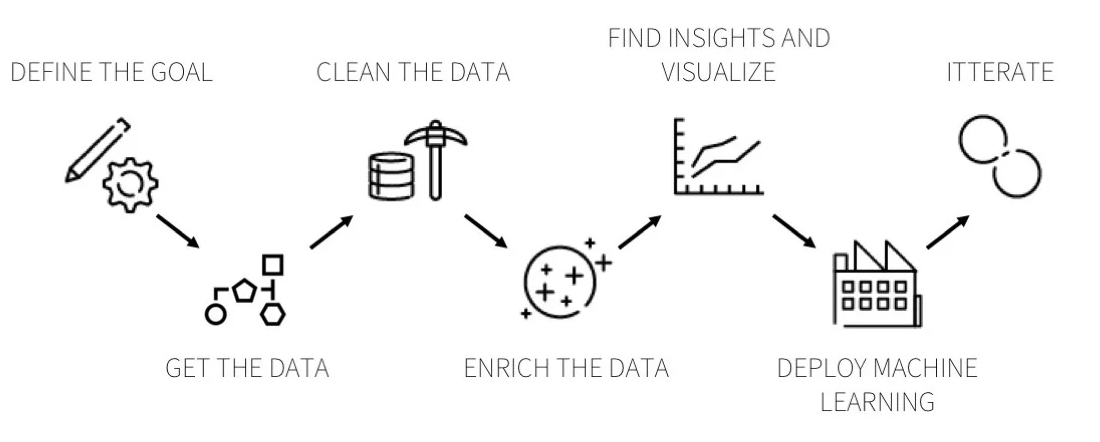 DEFINE THE GOAL
GET THE DATA
CLEAN THE DATA
ENRICH THE DATA
FIND INSIGHTS AND
VISUALIZE
DEPLOY MACHINE
LEARNING
ITTERATE